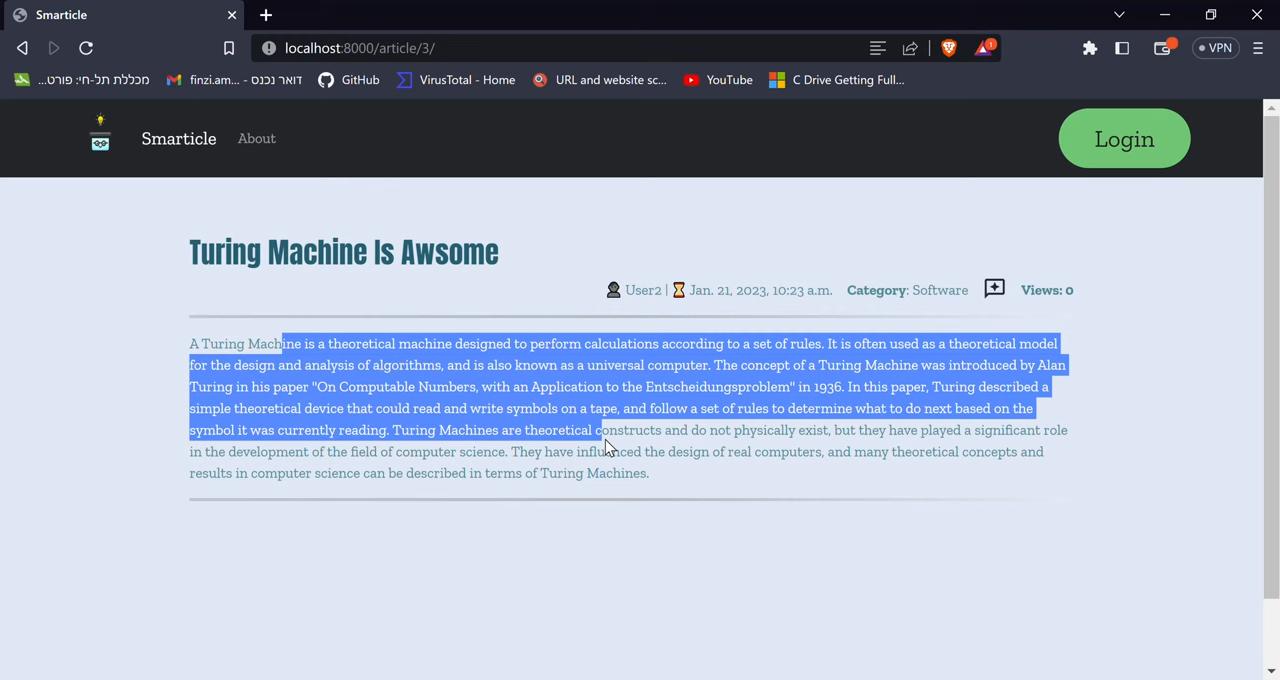 Smarticle
localhost:8000/article/3/
1
VPN
מכללת תל-חי: פורט...
finzi.am... - דואר נכנס
GitHub
VirusTotal - Home
URL and website sc...
YouTube
C Drive Getting Full...
Smarticle
About
Login
Turing Machine Is Awsome
User2 | Jan. 21, 2023, 10:23 a.m. Category: Software Views: 0
A Turing Machine is a theoretical machine designed to perform calculations according to a set of rules. It is often used as a theoretical model
for the design and analysis of algorithms, and is also known as a universal computer. The concept of a Turing Machine was introduced by Alan
Turing in his paper "On Computable Numbers, with an Application to the Entscheidungsproblem" in 1936. In this paper, Turing described a
simple theoretical device that could read and write symbols on a tape, and follow a set of rules to determine what to do next based on the
symbol it was currently reading. Turing Machines are theoretical constructs and do not physically exist, but they have played a significant role
in the development of the field of computer science. They have influenced the design of real computers, and many theoretical concepts and
results in computer science can be described in terms of Turing Machines.